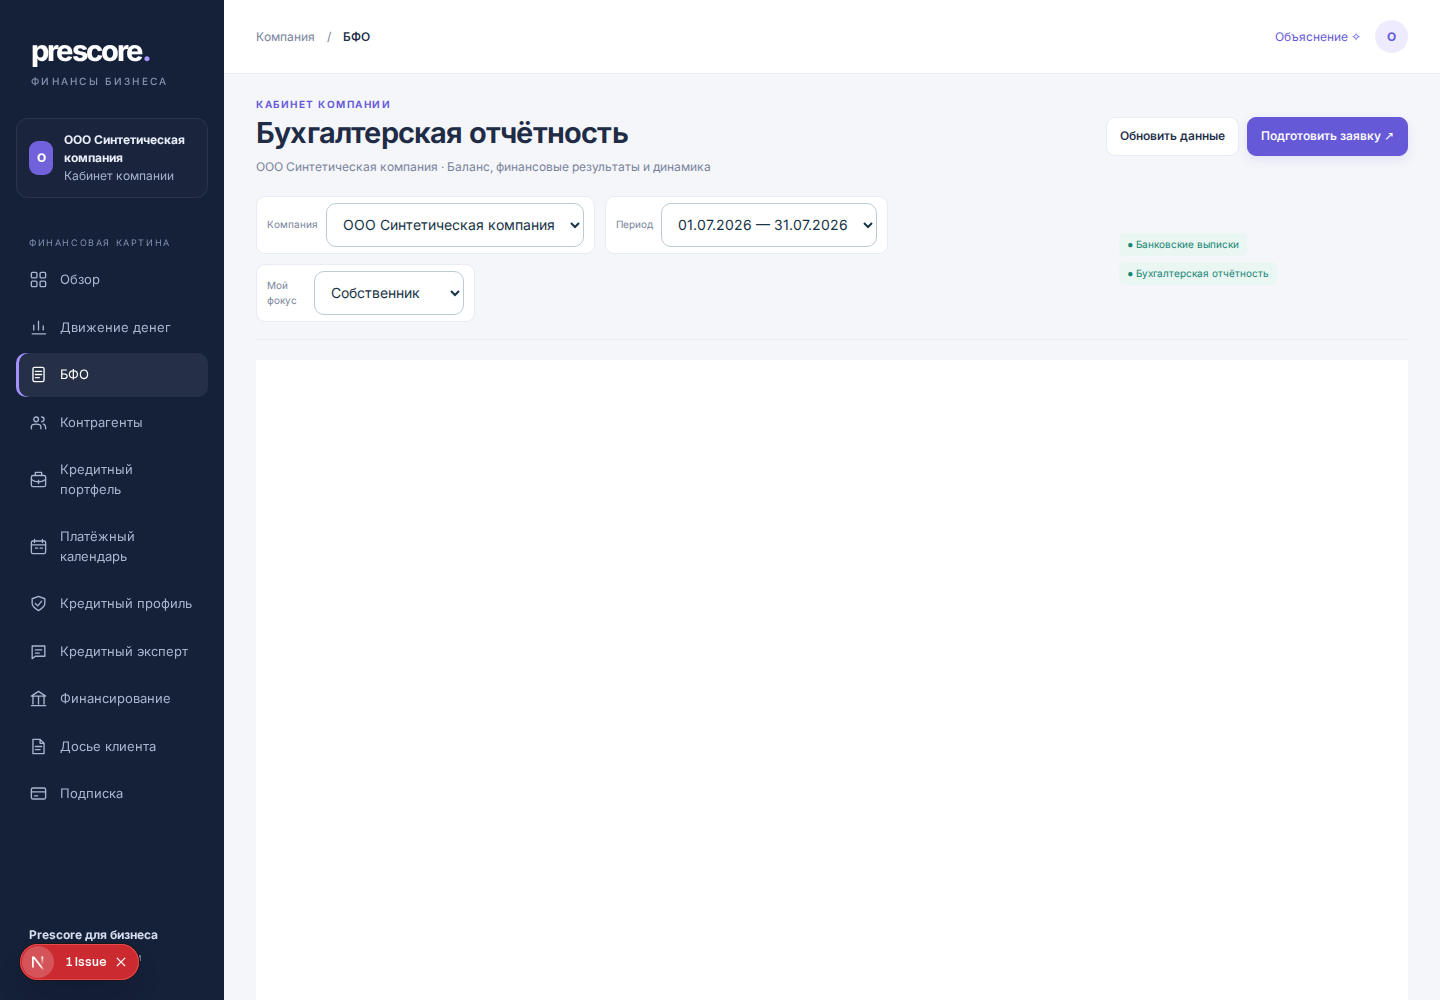 prescore.
ФИНАНСЫ БИЗНЕСА
О
ООО Синтетическая
компания
Кабинет компании
ФИНАНСОВАЯ КАРТИНА
Обзор
Движение денег
БФО
Контрагенты
Кредитный
портфель
Платёжный
календарь
Кредитный профиль
Кредитный эксперт
Финансирование
Досье клиента
Подписка
Prescore для бизнеса
1 Issue
Компания / БФО
Объяснение ✧
О
КАБИНЕТ КОМПАНИИ
Бухгалтерская отчётность
ООО Синтетическая компания · Баланс, финансовые результаты и динамика
Обновить данные
Подготовить заявку ↗
Компания
ООО Синтетическая компания
Период
01.07.2026 — 31.07.2026
Мой
фокус
Собственник
● Банковские выписки
● Бухгалтерская отчётность